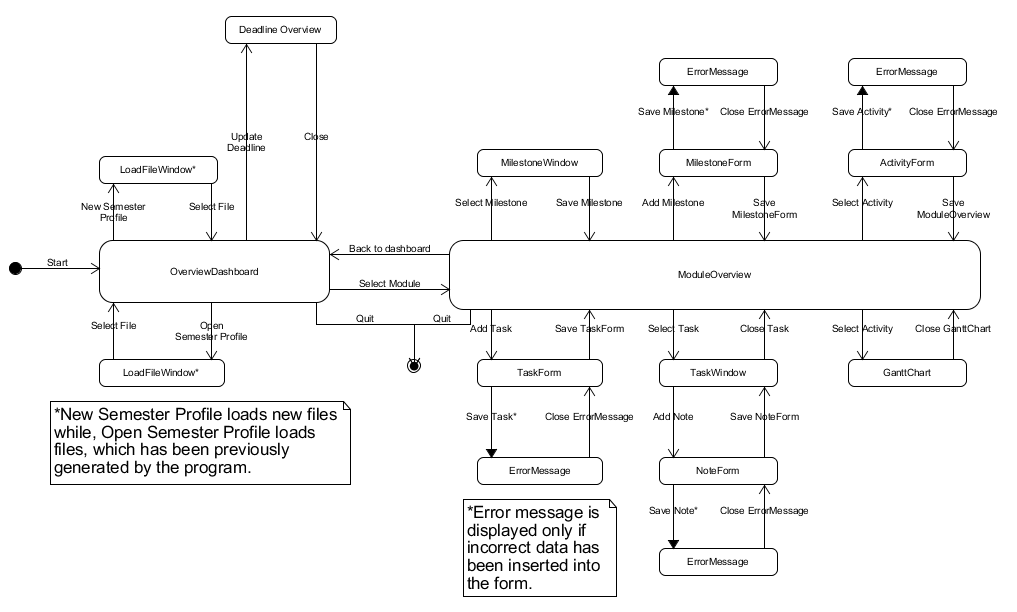 Deadline Overview
ErrorMessage
ErrorMessage
Save Milestone*
Close ErrorMessage
Save Activity*
Close ErrorMessage
Update
Deadline
Close
LoadFileWindow*
MilestoneWindow
MilestoneForm
ActivityForm
New Semester
Profile
Select File
Select Milestone
Save Milestone
Add Milestone
Save
MilestoneForm
Select Activity
Save
ModuleOverview
Start
OverviewDashboard
Back to dashboard
Select Module
ModuleOverview
Select File
Open
Semester Profile
Quit
Quit
Add Task
Save TaskForm
Select Task
Close Task
Select Activity
Close GanttChart
LoadFileWindow*
TaskForm
TaskWindow
GanttChart
*New Semester Profile loads new files
while, Open Semester Profile loads
files, which has been previously
generated by the program.
Save Task*
Close ErrorMessage
Add Note
Save NoteForm
ErrorMessage
NoteForm
*Error message is
displayed only if
incorrect data has
been inserted into
the form.
Save Note*
Close ErrorMessage
ErrorMessage